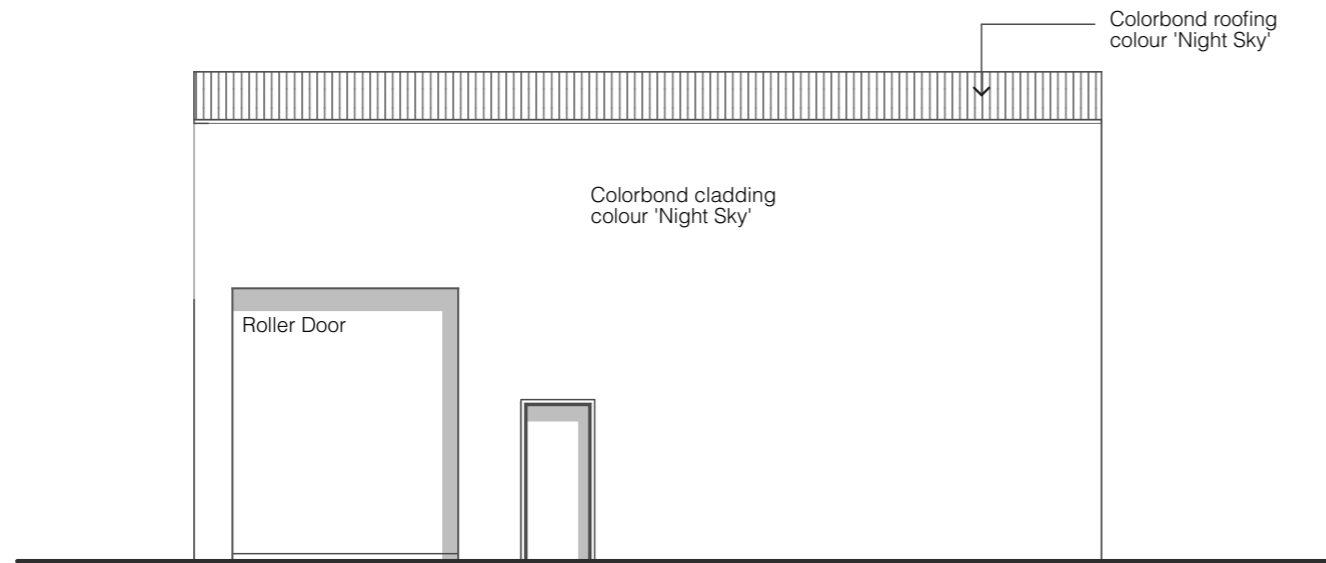 Colorbond roofing
colour 'Night Sky'
Colorbond cladding
colour 'Night Sky'
Roller Door